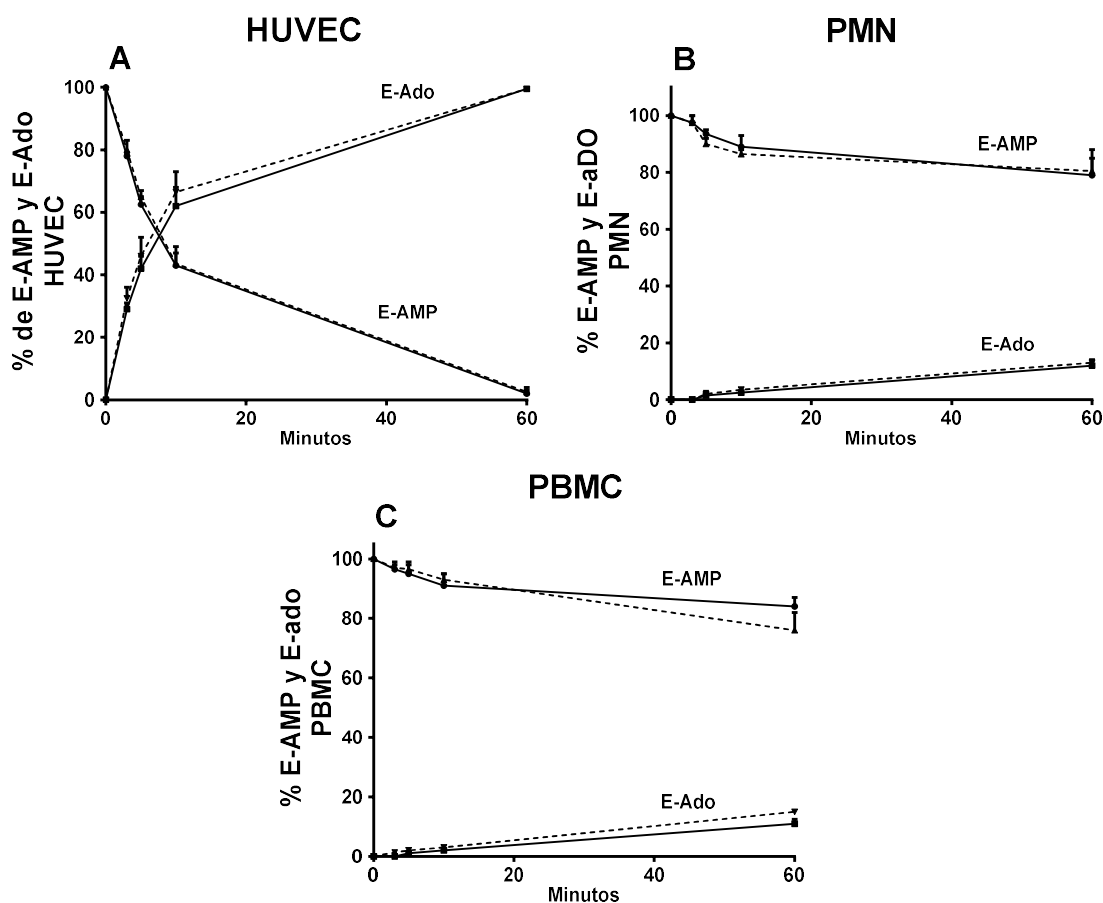 HUVEC
A
% de E-AMP y E-Ado
HUVEC
100
80
60
40
20
0
E-Ado
E-AMP
0
20
40
60
Minutos
PMN
B
% E-AMP y E-aDO
PMN
100
80
60
40
20
0
E-AMP
E-Ado
0
20
40
60
Minutos
PBMC
C
% E-AMP y E-ado
PBMC
100
80
60
40
20
0
E-AMP
E-Ado
0
20
40
60
Minutos